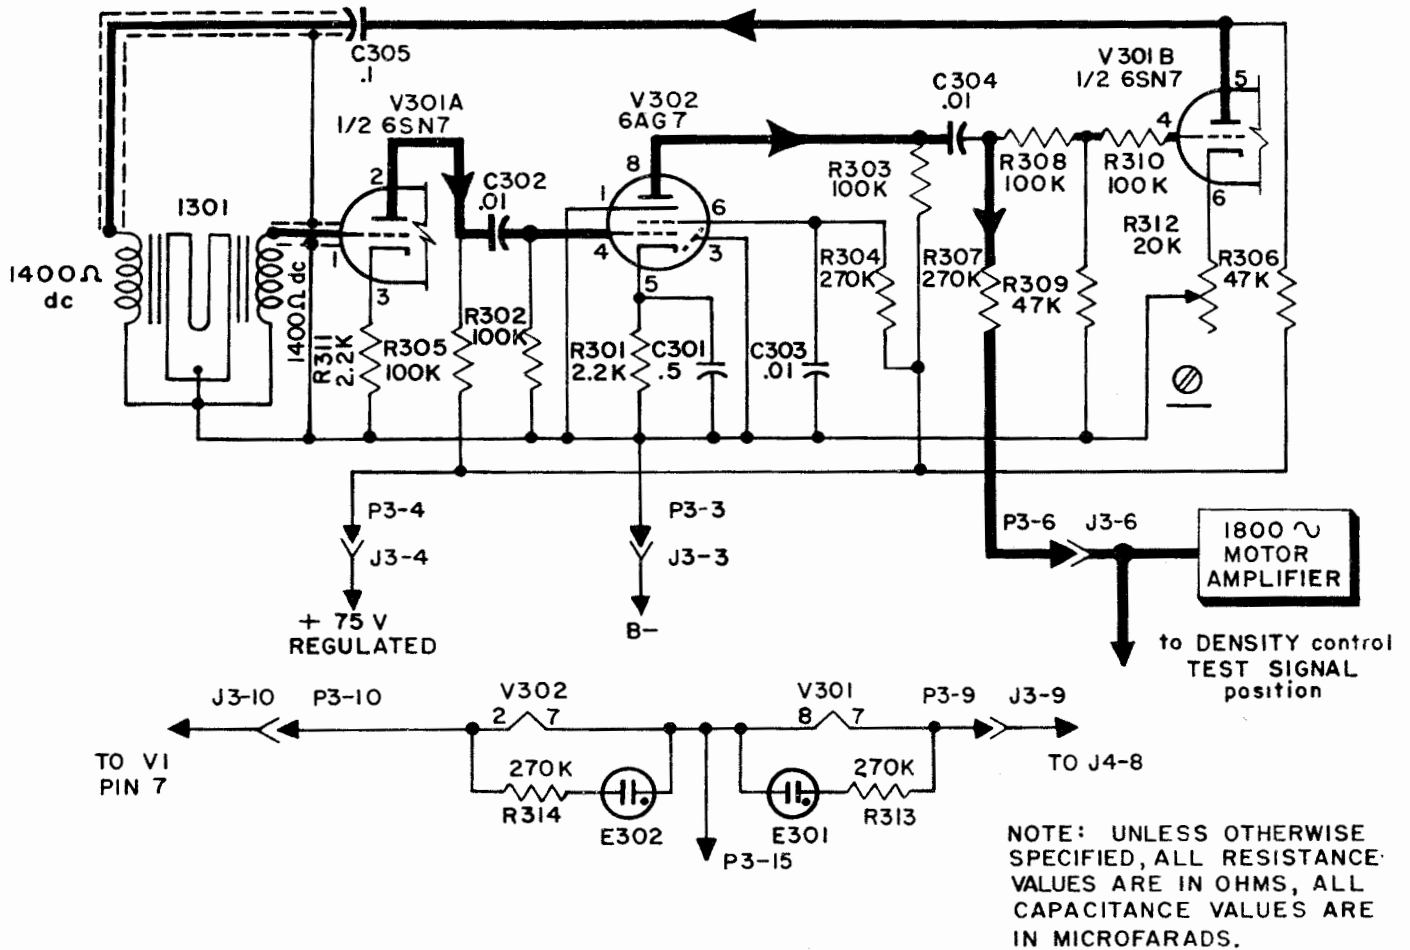 C305
.1
V301A
1/2 6SN7
V302
6AG7
C304
.01
V301B
1/2 6SN7
5
4
6
2
1
3
8
1
6
4
3
5
C302
.01
R303
100K
R308
100K
R310
100K
R312
20K
1301
1400Ω
dc
1400Ω dc
R311
2.2K
R305
100K
R302
100K
R301
2.2K
C301
.5
C303
.01
R304
270K
R307
270K
R309
47K
R306
47K
P3-4
J3-4
+ 75 V
REGULATED
P3-3
J3-3
B-
P3-6
J3-6
1800 ~
MOTOR
AMPLIFIER
to DENSITY control
TEST SIGNAL
position
J3-10
P3-10
V302
2 7
V301
8 7
P3-9
J3-9
TO V1
PIN 7
TO J4-8
270K
R314
E302
270K
R313
E301
P3-15
NOTE: UNLESS OTHERWISE
SPECIFIED, ALL RESISTANCE
VALUES ARE IN OHMS, ALL
CAPACITANCE VALUES ARE
IN MICROFARADS.